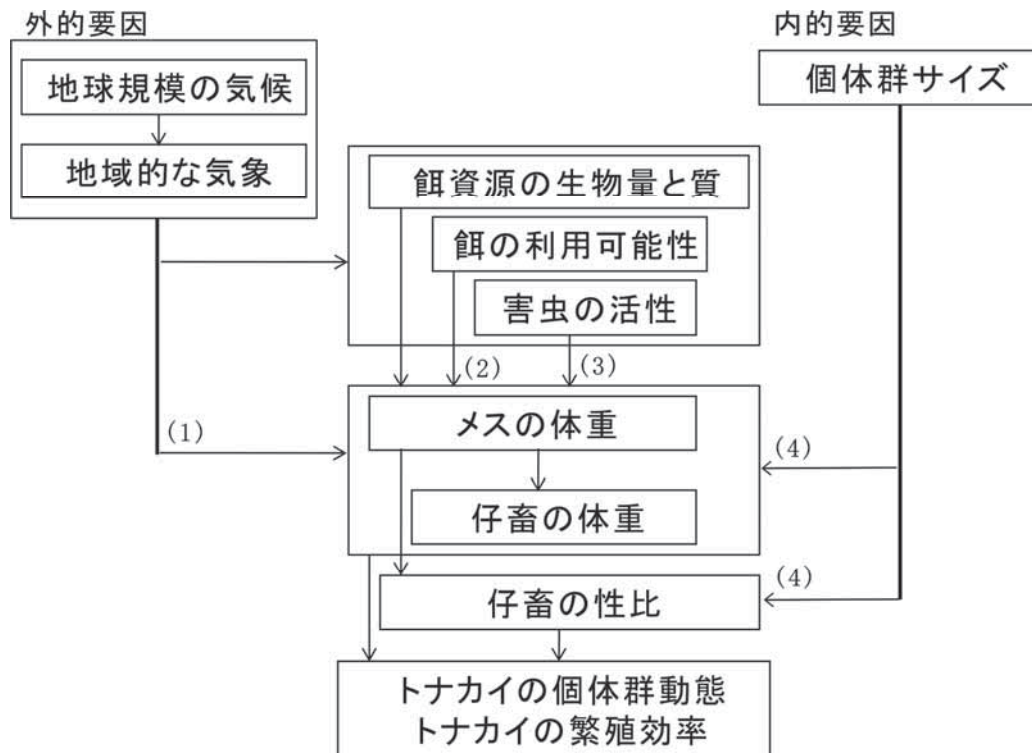 外的要因
内的要因
地球規模の気候
個体群サイズ
地域的な気象
餌資源の生物量と質
餌の利用可能性
害虫の活性
(2)
(3)
(1)
メスの体重
(4)
仔畜の体重
(4)
仔畜の性比
トナカイの個体群動態
トナカイの繁殖効率